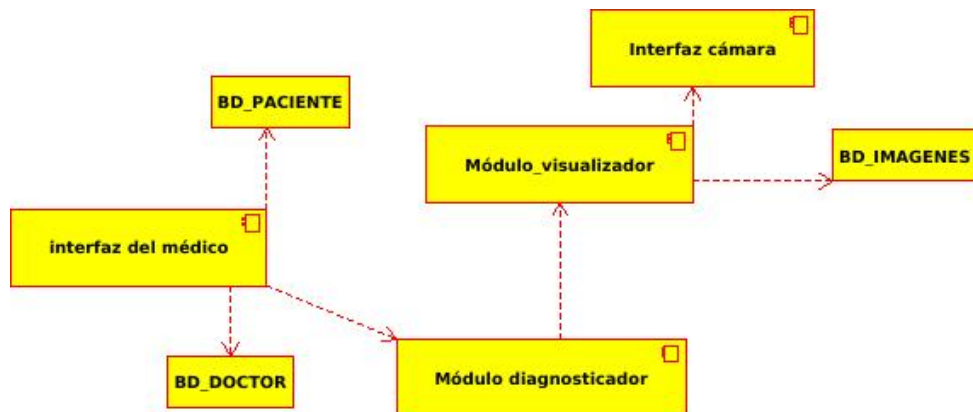 Interfaz cámara
BD_PACIENTE
Módulo_visualizador
BD_IMAGENES
interfaz del médico
BD_DOCTOR
Módulo diagnosticador